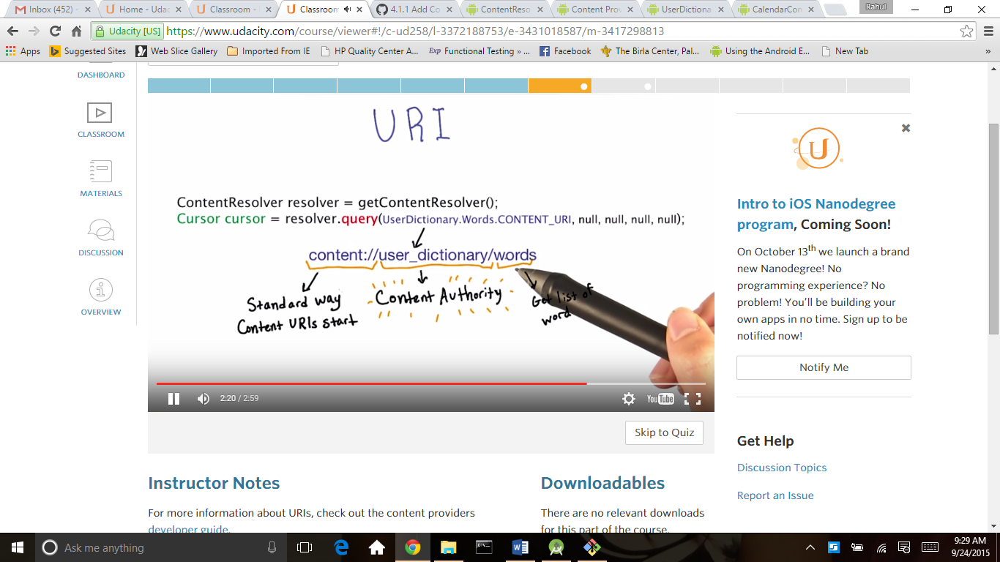 Inbox (452) -
Home - Udac
Classroom -
Classroom
4.1.1 Add Co
ContentReso
Content Prov
UserDictiona
CalendarCon
Rahul
Udacity [US]
https://www.udacity.com/course/viewer#!/c-ud258/l-3372188753/e-3431018587/m-3417298813
Apps
Suggested Sites
Web Slice Gallery
Imported From IE
HP Quality Center A...
Exp Functional Testing » ...
Facebook
The Birla Center, Pal...
Using the Android E...
New Tab
»
DASHBOARD
CLASSROOM
MATERIALS
DISCUSSION
OVERVIEW
URI
ContentResolver resolver = getContentResolver();
Cursor cursor = resolver.query(UserDictionary.Words.CONTENT_URI, null, null, null, null);
content://user_dictionary/words
Standard way
Content URIs start
Content Authority
Get list of
word
2:20 / 2:59
YouTube
Skip to Quiz
Instructor Notes
For more information about URIs, check out the content providers
developer guide.
Downloadables
There are no relevant downloads
for this part of the course.
Intro to iOS Nanodegree
program, Coming Soon!
On October 13th we launch a brand
new Nanodegree! No
programming experience? No
problem! You'll be building your
own apps in no time. Sign up to be
notified now!
Notify Me
Get Help
Discussion Topics
Report an Issue
Ask me anything
9:29 AM
9/24/2015